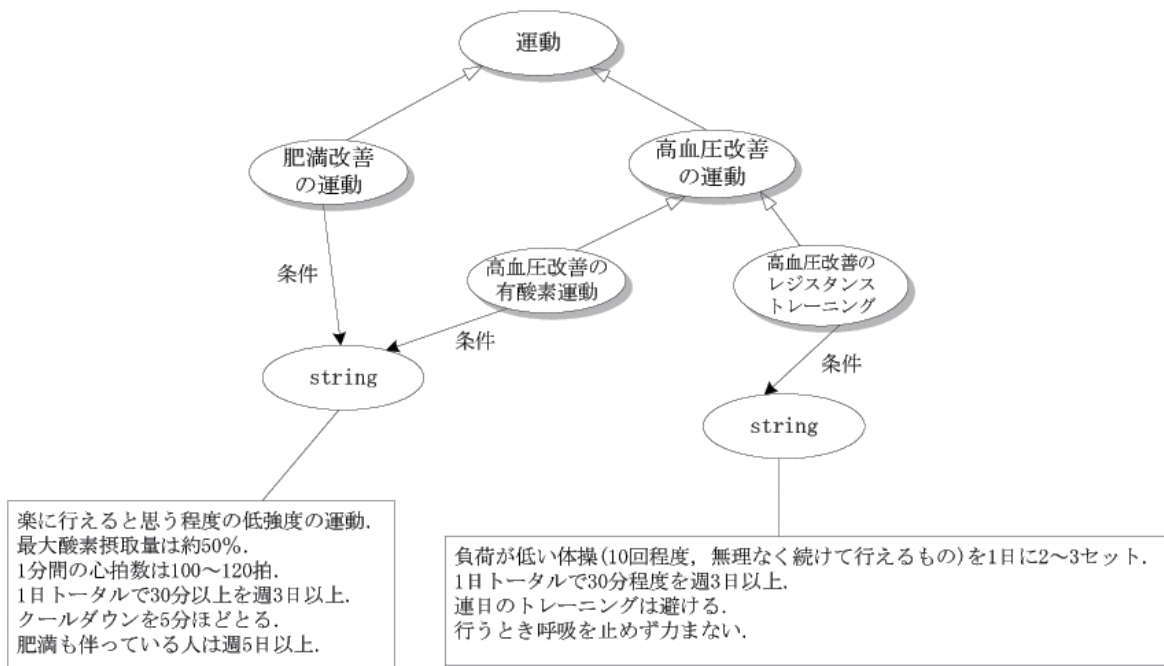 運動
肥満改善
の運動
高血圧改善
の運動
条件
高血圧改善の
有酸素運動
高血圧改善の
レジスタンス
トレーニング
条件
条件
string
string
楽に行えると思う程度の低強度の運動.
最大酸素摂取量は約50%.
1分間の心拍数は100～120拍.
1日トータルで30分以上を週3日以上.
クールダウンを5分ほどとる.
肥満も伴っている人は週5日以上.
負荷が低い体操(10回程度, 無理なく続けて行えるもの)を1日に2～3セット.
1日トータルで30分程度を週3日以上.
連日のトレーニングは避ける.
行うとき呼吸を止めず力まない.